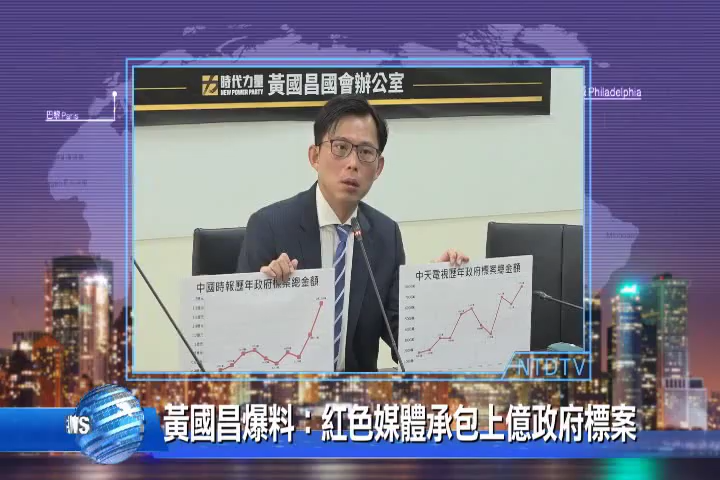 時代力量 黃國昌國會辦公室
NEW POWER PARTY
巴黎 Paris
Philadelphia
中國時報歷年政府標案總金額
中天電視歷年政府標案總金額
NTDTV
黃國昌爆料：紅色媒體承包上億政府標案